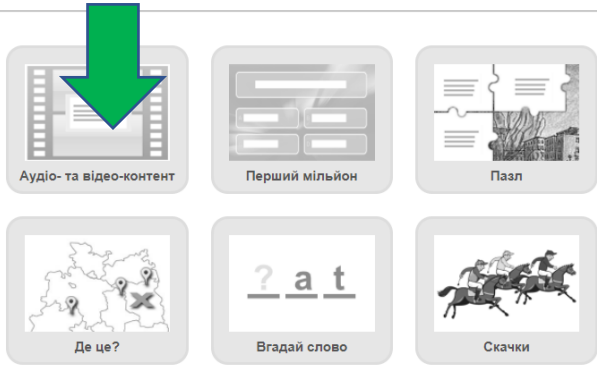 Аудіо- та відео-контент
Перший мільйон
Пазл
? a t
Де це?
Вгадай слово
Скачки